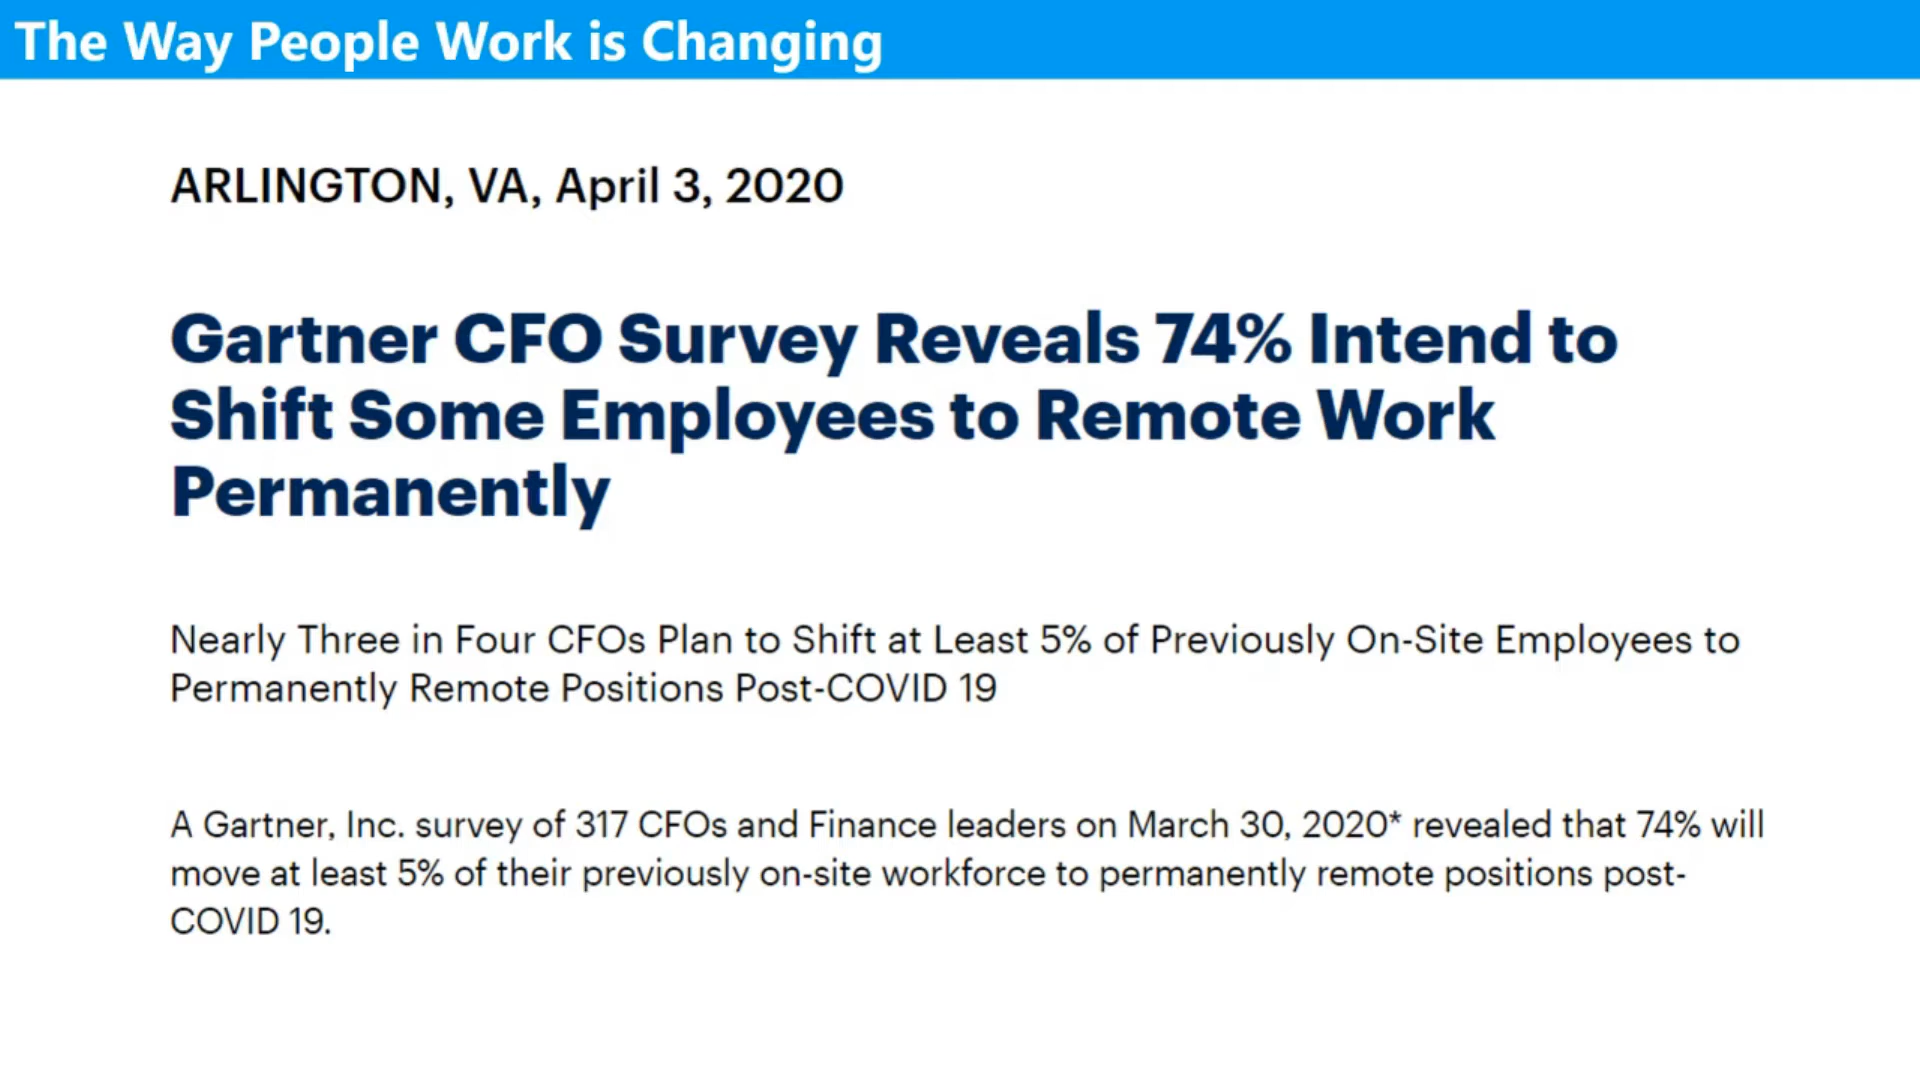 The Way People Work is Changing
ARLINGTON, VA, April 3, 2020
Gartner CFO Survey Reveals 74% Intend to
Shift Some Employees to Remote Work
Permanently
Nearly Three in Four CFOs Plan to Shift at Least 5% of Previously On-Site Employees to
Permanently Remote Positions Post-COVID 19
A Gartner, Inc. survey of 317 CFOs and Finance leaders on March 30, 2020* revealed that 74% will
move at least 5% of their previously on-site workforce to permanently remote positions post-
COVID 19.